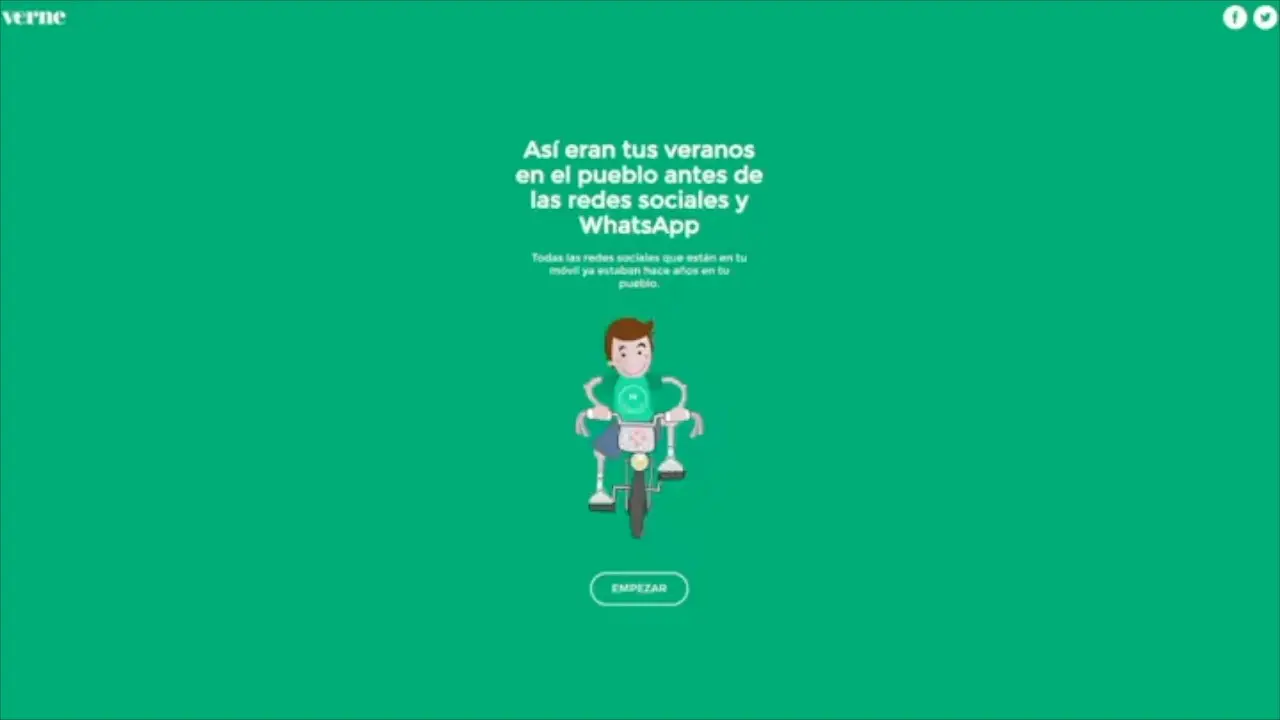 verne
Así eran tus veranos
en el pueblo antes de
las redes sociales y
WhatsApp
Todas las redes sociales que están en tu
móvil ya estaban hace años en tu
pueblo.
EMPEZAR